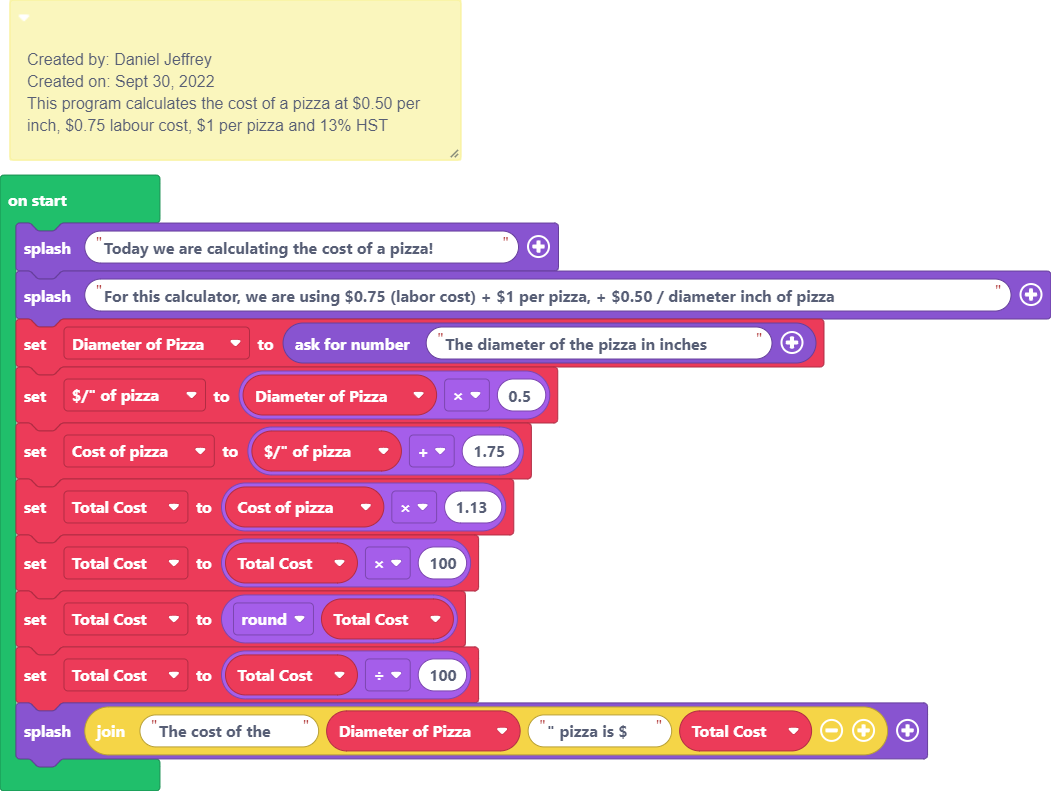 Created by: Daniel Jeffrey
Created on: Sept 30, 2022
This program calculates the cost of a pizza at $0.50 per
inch, $0.75 labour cost, $1 per pizza and 13% HST
on start
splash "Today we are calculating the cost of a pizza!"
splash "For this calculator, we are using $0.75 (labor cost) + $1 per pizza, + $0.50 / diameter inch of pizza"
set Diameter of Pizza to ask for number "The diameter of the pizza in inches"
set $/" of pizza to Diameter of Pizza × 0.5
set Cost of pizza to $/" of pizza + 1.75
set Total Cost to Cost of pizza × 1.13
set Total Cost to Total Cost × 100
set Total Cost to round Total Cost
set Total Cost to Total Cost ÷ 100
splash join "The cost of the " Diameter of Pizza "" pizza is $ " Total Cost